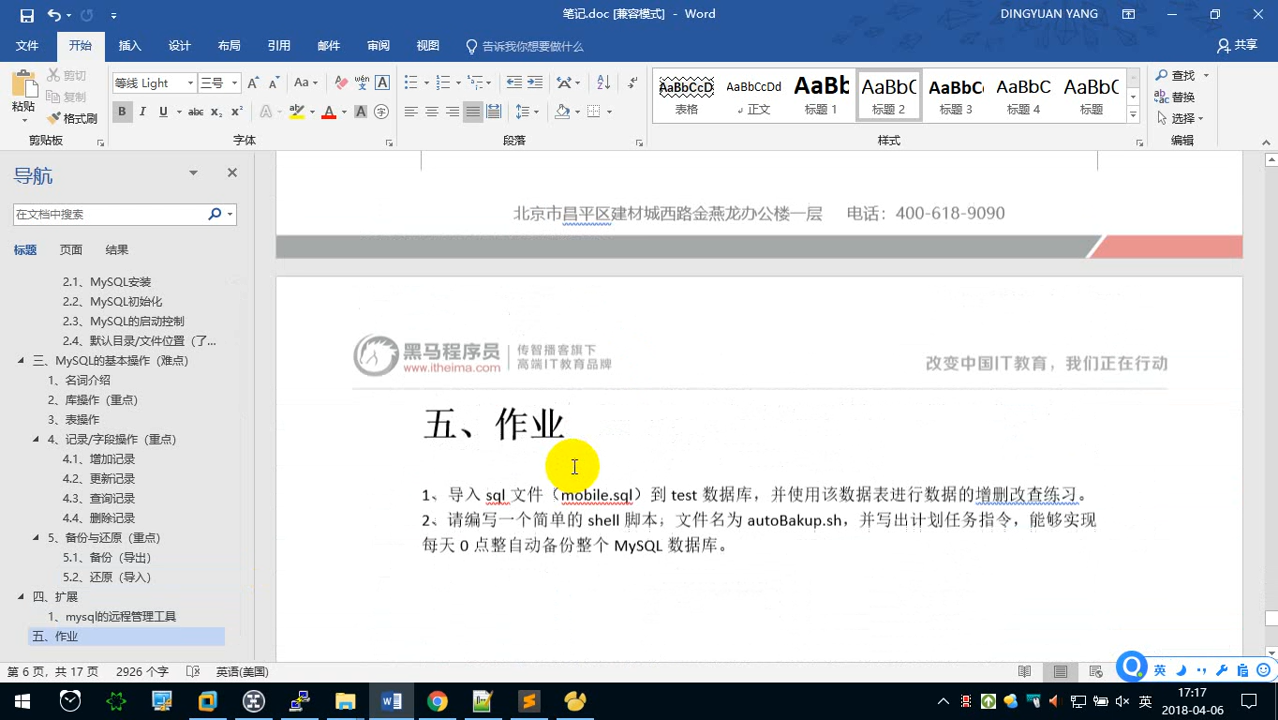 笔记.doc [兼容模式] - Word
DINGYUAN YANG
文件 开始 插入 设计 布局 引用 邮件 审阅 视图 告诉我你想要做什么
共享
粘贴
剪切
复制
格式刷
等线 Light
三号
AaBbCcD
AaBbCcDd
AaBb
AaBbC
AaBbC
AaBbC
AaBbC
表格
正文
标题 1
标题 2
标题 3
标题 4
标题
查找
替换
选择
剪贴板
字体
段落
样式
编辑
导航
在文档中搜索
标题 页面 结果
2.1、MySQL安装
2.2、MySQL初始化
2.3、MySQL的启动控制
2.4、默认目录/文件位置（了...
三、MySQL的基本操作（难点）
1、名词介绍
2、库操作（重点）
3、表操作
4、记录/字段操作（重点）
4.1、增加记录
4.2、更新记录
4.3、查询记录
4.4、删除记录
5、备份与还原（重点）
5.1、备份（导出）
5.2、还原（导入）
四、扩展
1、mysql的远程管理工具
五、作业
北京市昌平区建材城西路金燕龙办公楼一层 电话：400-618-9090
黑马程序员
www.itheima.com
传智播客旗下
高端IT教育品牌
改变中国IT教育，我们正在行动
五、作业
1、导入 sql 文件（mobile.sql）到 test 数据库，并使用该数据表进行数据的增删改查练习。
2、请编写一个简单的 shell 脚本，文件名为 autoBakup.sh，并写出计划任务指令，能够实现
每天 0 点整自动备份整个 MySQL 数据库。
第 6 页，共 17 页 2926 个字 英语(美国)
英
英
17:17
2018-04-06